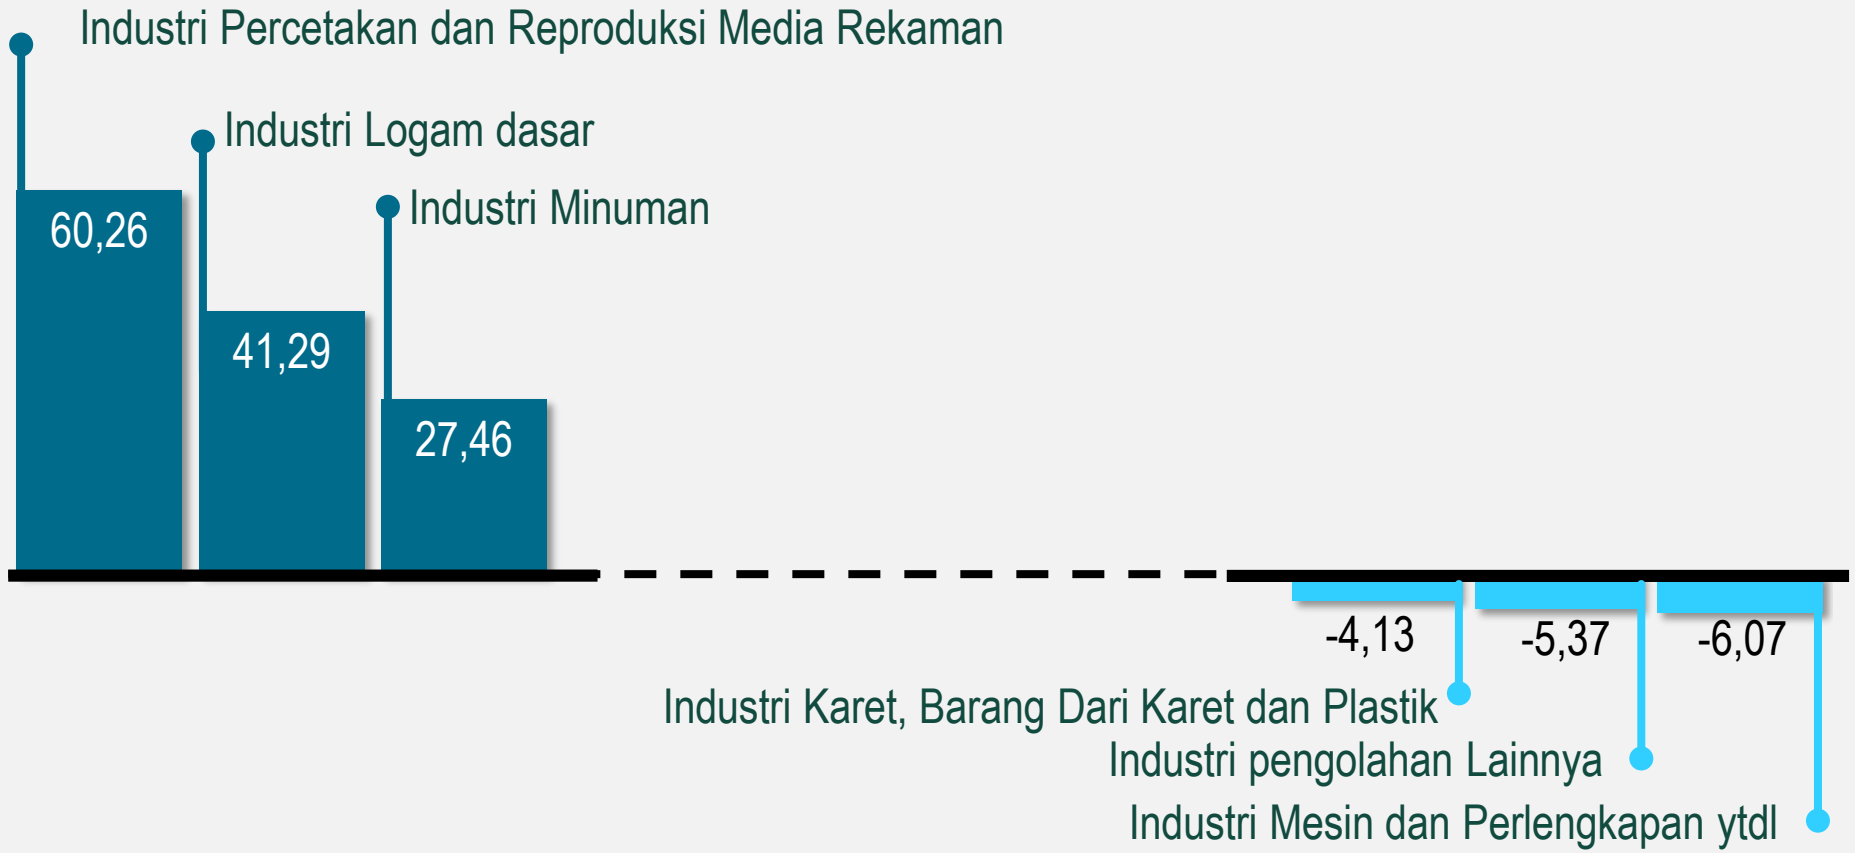 Industri Percetakan dan Reproduksi Media Rekaman
Industri Logam dasar
Industri Minuman
60,26
41,29
27,46
-4,13
-5,37
-6,07
Industri Karet, Barang Dari Karet dan Plastik
Industri pengolahan Lainnya
Industri Mesin dan Perlengkapan ytdl